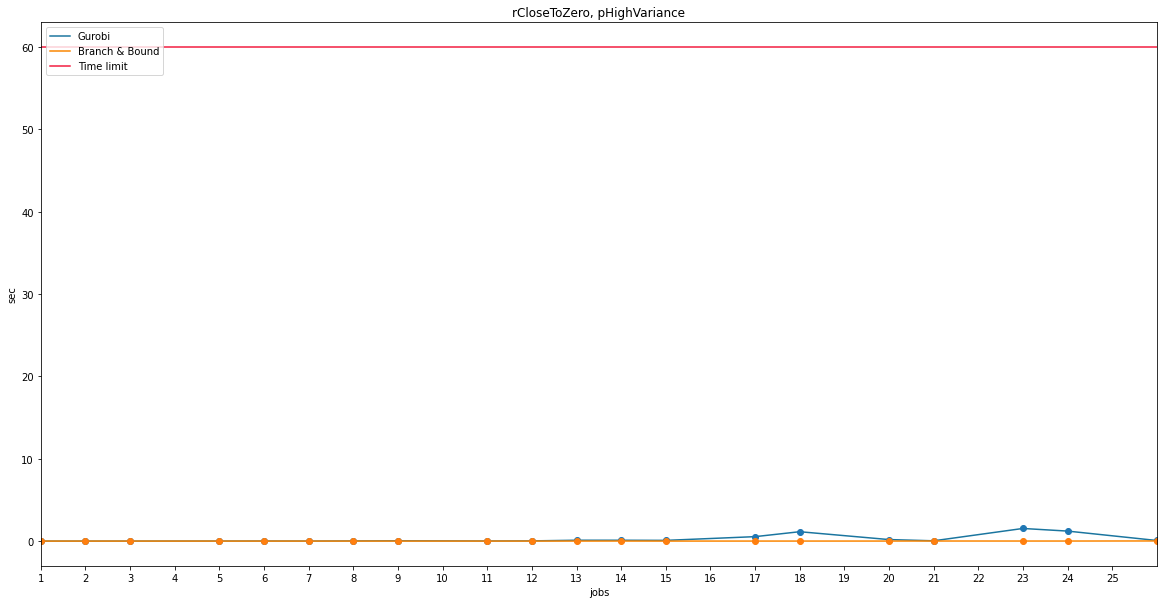 rCloseToZero, pHighVariance
Gurobi
Branch & Bound
Time limit
60
50
40
30
20
10
0
sec
1 2 3 4 5 6 7 8 9 10 11 12 13 14 15 16 17 18 19 20 21 22 23 24 25
jobs